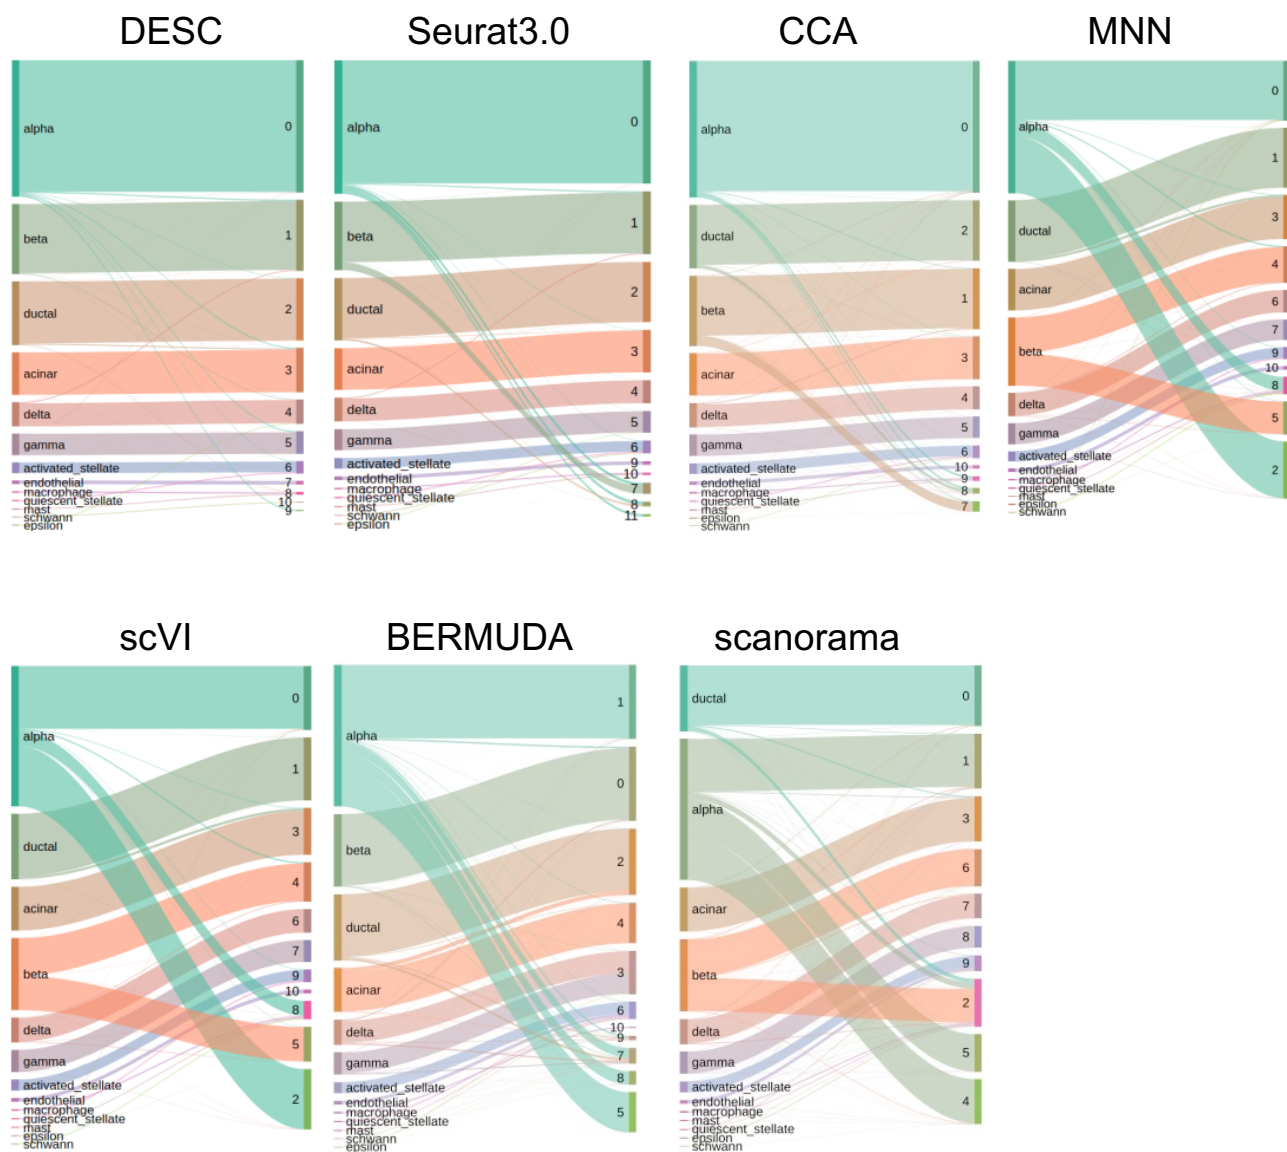 DESC
alpha
beta
ductal
acinar
delta
gamma
activated_stellate
endothelial
macrophage
quiescent_stellate
mast
schwann
epsilon
0
1
2
3
4
5
6
7
8
10
9
Seurat3.0
alpha
beta
ductal
acinar
delta
gamma
activated_stellate
endothelial
macrophage
quiescent_stellate
mast
schwann
epsilon
0
1
2
3
4
5
6
9
10
7
8
11
CCA
alpha
ductal
beta
acinar
delta
gamma
activated_stellate
endothelial
macrophage
quiescent_stellate
mast
epsilon
schwann
0
2
1
3
4
5
6
10
9
8
7
MNN
alpha
ductal
acinar
beta
delta
gamma
activated_stellate
endothelial
macrophage
quiescent_stellate
mast
epsilon
schwann
0
1
3
4
6
7
9
10
8
5
2
scVI
alpha
ductal
acinar
beta
delta
gamma
activated_stellate
endothelial
macrophage
quiescent_stellate
mast
epsilon
schwann
0
1
3
4
6
7
9
10
8
5
2
BERMUDA
alpha
beta
ductal
acinar
delta
gamma
activated_stellate
endothelial
macrophage
quiescent_stellate
mast
schwann
epsilon
1
0
2
4
3
6
10
9
7
8
5
scanorama
ductal
alpha
acinar
beta
delta
gamma
activated_stellate
endothelial
macrophage
mast
quiescent_stellate
epsilon
schwann
0
1
3
6
7
8
9
2
5
4